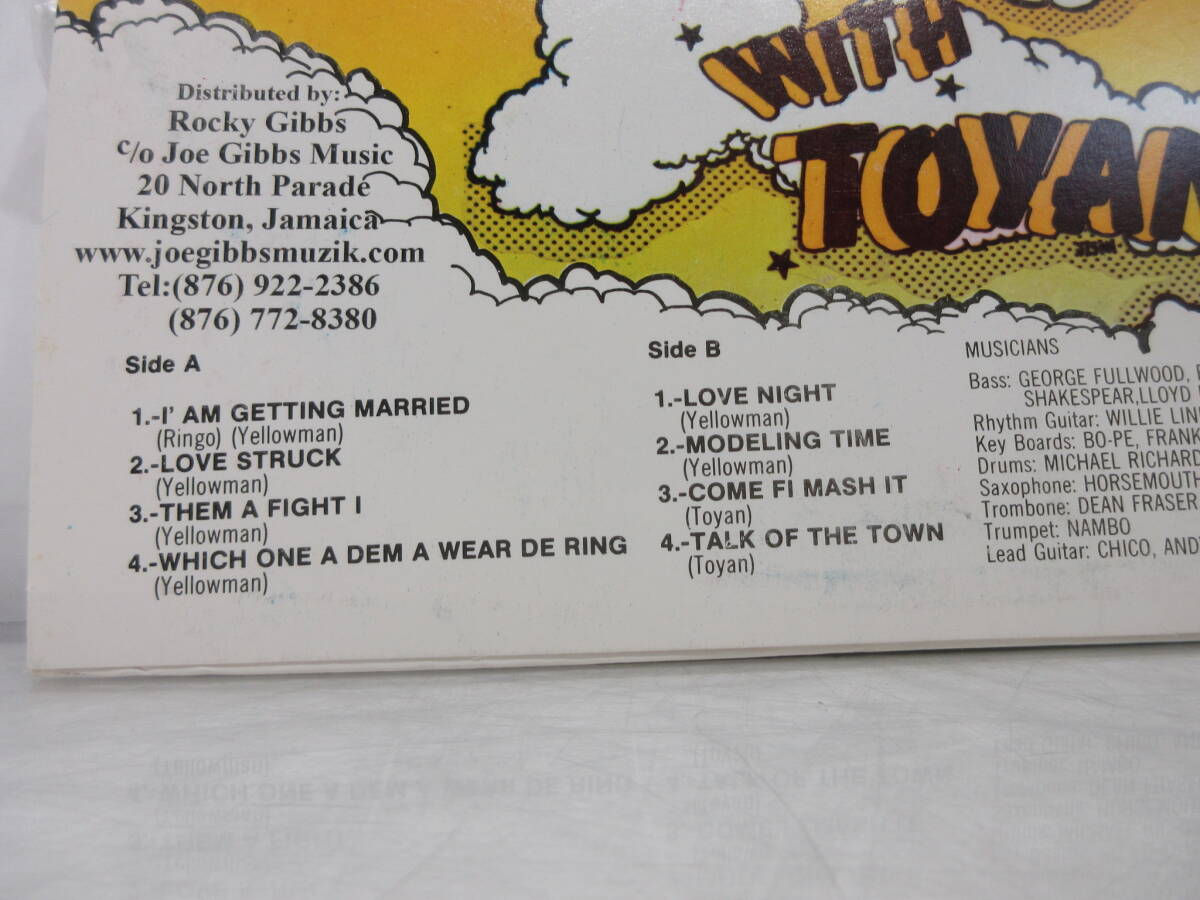 WITH
TOYAN
Distributed by:
Rocky Gibbs
c/o Joe Gibbs Music
20 North Parade
Kingston, Jamaica
www.joegibbsmuzik.com
Tel:(876) 922-2386
(876) 772-8380
Side A
1.-I' AM GETTING MARRIED
(Ringo) (Yellowman)
2.-LOVE STRUCK
(Yellowman)
3.-THEM A FIGHT I
(Yellowman)
4.-WHICH ONE A DEM A WEAR DE RING
(Yellowman)
Side B
1.-LOVE NIGHT
(Yellowman)
2.-MODELING TIME
(Yellowman)
3.-COME FI MASH IT
(Toyan)
4.-TALK OF THE TOWN
(Toyan)
MUSICIANS
Bass: GEORGE FULLWOOD,
SHAKESPEAR,LLOYD
Rhythm Guitar: WILLIE LIN
Key Boards: BO-PE, FRANK
Drums: MICHAEL RICHARD
Saxophone: HORSEMOUTH
Trombone: DEAN FRASER
Trumpet: NAMBO
Lead Guitar: CHICO, AND